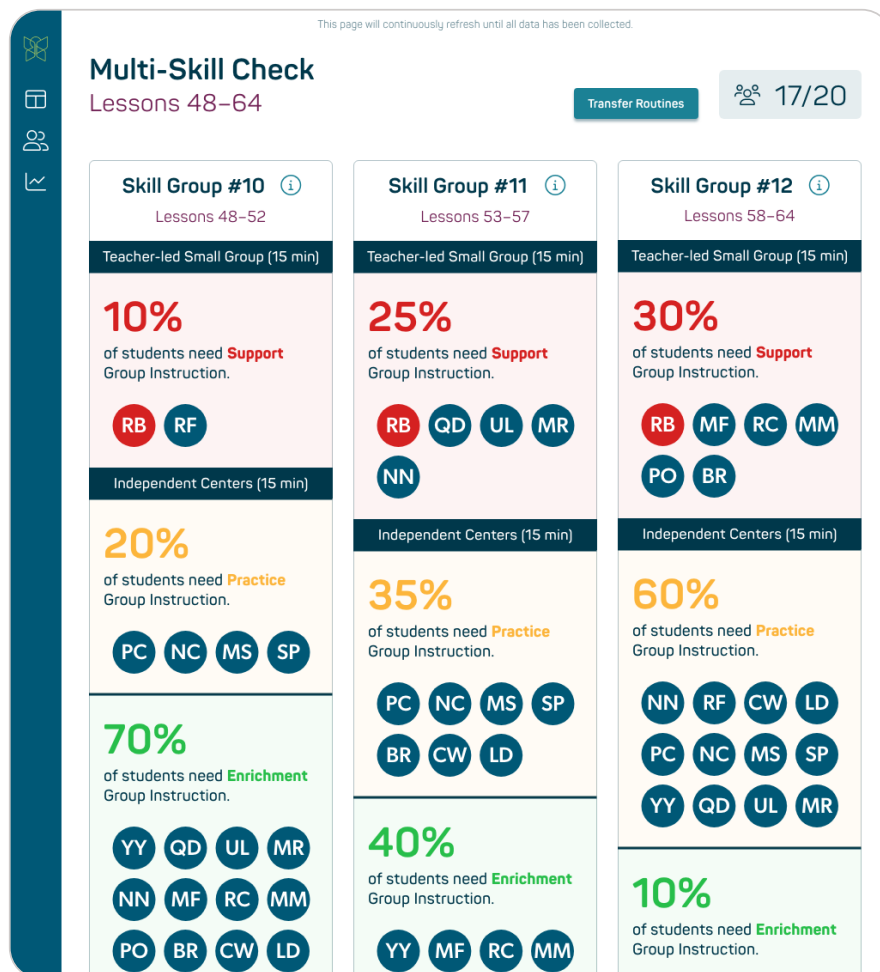 This page will continuously refresh until all data has been collected.
Multi-Skill Check
Lessons 48–64
Transfer Routines
17/20
Skill Group #10
Lessons 48–52
Teacher-led Small Group (15 min)
10%
of students need Support
Group Instruction.
RB RF
Independent Centers (15 min)
20%
of students need Practice
Group Instruction.
PC NC MS SP
70%
of students need Enrichment
Group Instruction.
YY QD UL MR
NN MF RC MM
PO BR CW LD
Skill Group #11
Lessons 53–57
Teacher-led Small Group (15 min)
25%
of students need Support
Group Instruction.
RB QD UL MR
NN
Independent Centers (15 min)
35%
of students need Practice
Group Instruction.
PC NC MS SP
BR CW LD
40%
of students need Enrichment
Group Instruction.
YY MF RC MM
Skill Group #12
Lessons 58–64
Teacher-led Small Group (15 min)
30%
of students need Support
Group Instruction.
RB MF RC MM
PO BR
Independent Centers (15 min)
60%
of students need Practice
Group Instruction.
NN RF CW LD
PC NC MS SP
YY QD UL MR
10%
of students need Enrichment
Group Instruction.